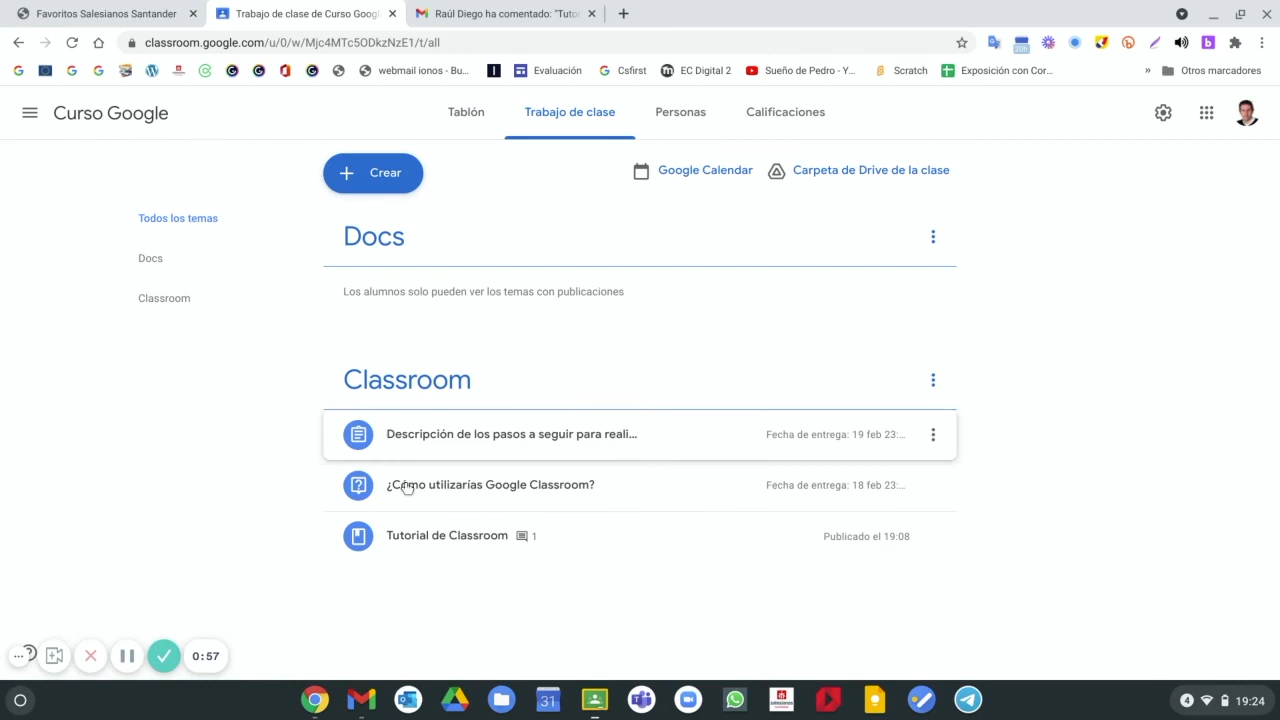 Favoritos Salesianos Santander
Trabajo de clase de Curso Googl
Raúl Diego ha comentado: "Tutor
classroom.google.com/u/0/w/Mjc4MTc5ODkzNzE1/t/all
webmail ionos - Bu...
Evaluación
Csfirst
EC Digital 2
Sueño de Pedro - Y...
Scratch
Exposición con Cor...
»
Otros marcadores
Curso Google
Tablón
Trabajo de clase
Personas
Calificaciones
+ Crear
Google Calendar
Carpeta de Drive de la clase
Todos los temas
Docs
Classroom
Docs
Los alumnos solo pueden ver los temas con publicaciones
Classroom
Descripción de los pasos a seguir para reali...
Fecha de entrega: 19 feb 23:...
¿Cómo utilizarías Google Classroom?
Fecha de entrega: 18 feb 23:...
Tutorial de Classroom 1
Publicado el 19:08
0:57
31
4
19:24